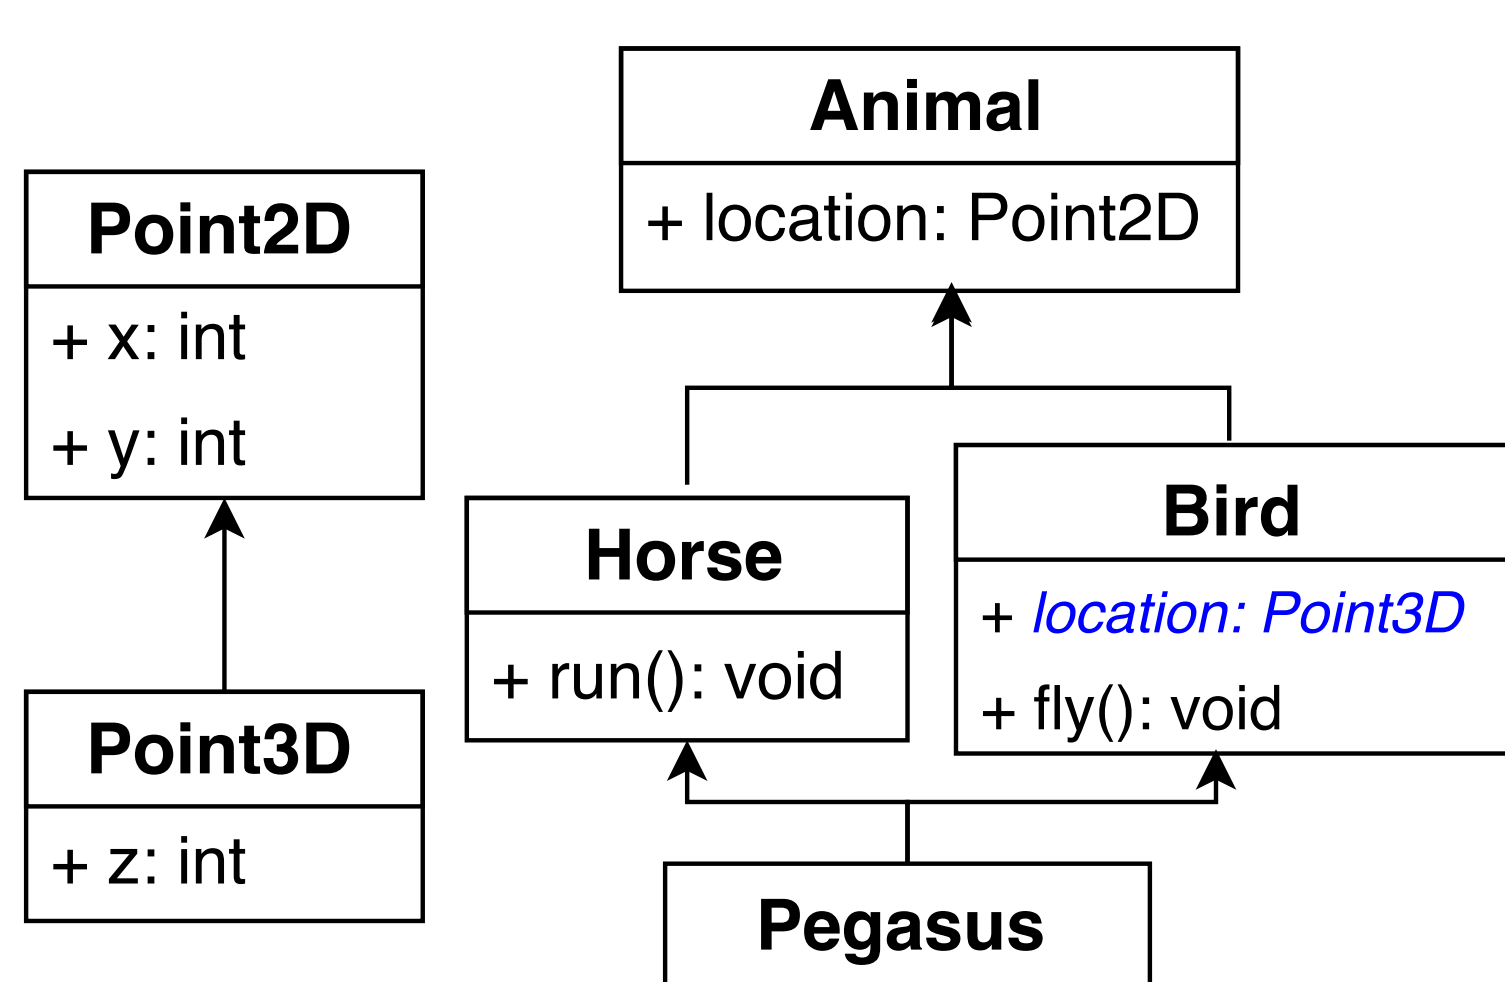 Animal
+ location: Point2D
Point2D
+ x: int
+ y: int
Horse
+ run(): void
Bird
+ location: Point3D
+ fly(): void
Point3D
+ z: int
Pegasus